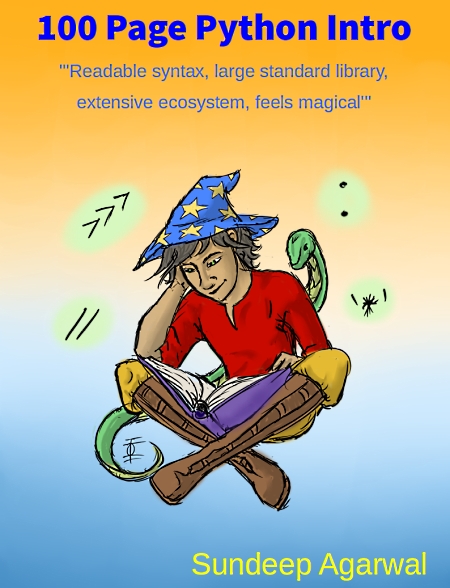 100 Page Python Intro
'''Readable syntax, large standard library,
extensive ecosystem, feels magical'''
>>>
:
'*'
//
Sundeep Agarwal